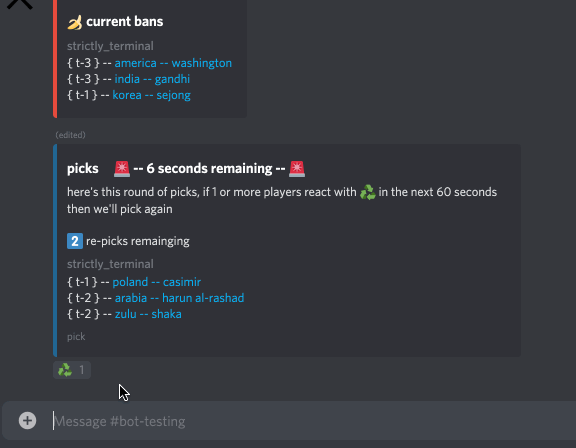 🍌 current bans
strictly_terminal
{ t-3 } -- america -- washington
{ t-3 } -- india -- gandhi
{ t-1 } -- korea -- sejong
(edited)
picks 🚨 -- 6 seconds remaining -- 🚨
here's this round of picks, if 1 or more players react with ♻️ in the next 60 seconds
then we'll pick again
2️⃣ re-picks remainging
strictly_terminal
{ t-1 } -- poland -- casimir
{ t-2 } -- arabia -- harun al-rashad
{ t-2 } -- zulu -- shaka
pick
♻️ 1
Message #bot-testing